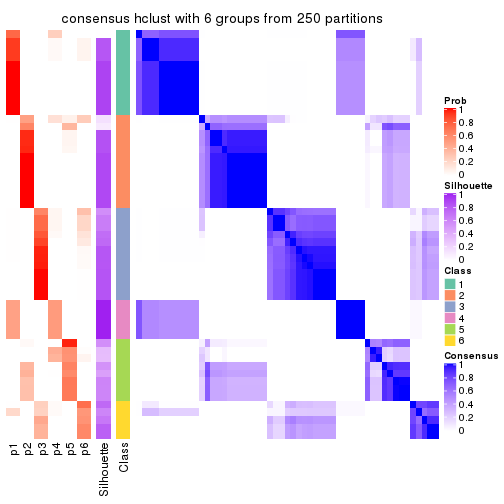 consensus hclust with 6 groups from 250 partitions
Prob
1
0.8
0.6
0.4
0.2
0
Silhouette
1
0.8
0.6
0.4
0.2
0
Class
1
2
3
4
5
6
Consensus
1
0.8
0.6
0.4
0.2
0
p1
p2
p3
p4
p5
p6
Silhouette
Class